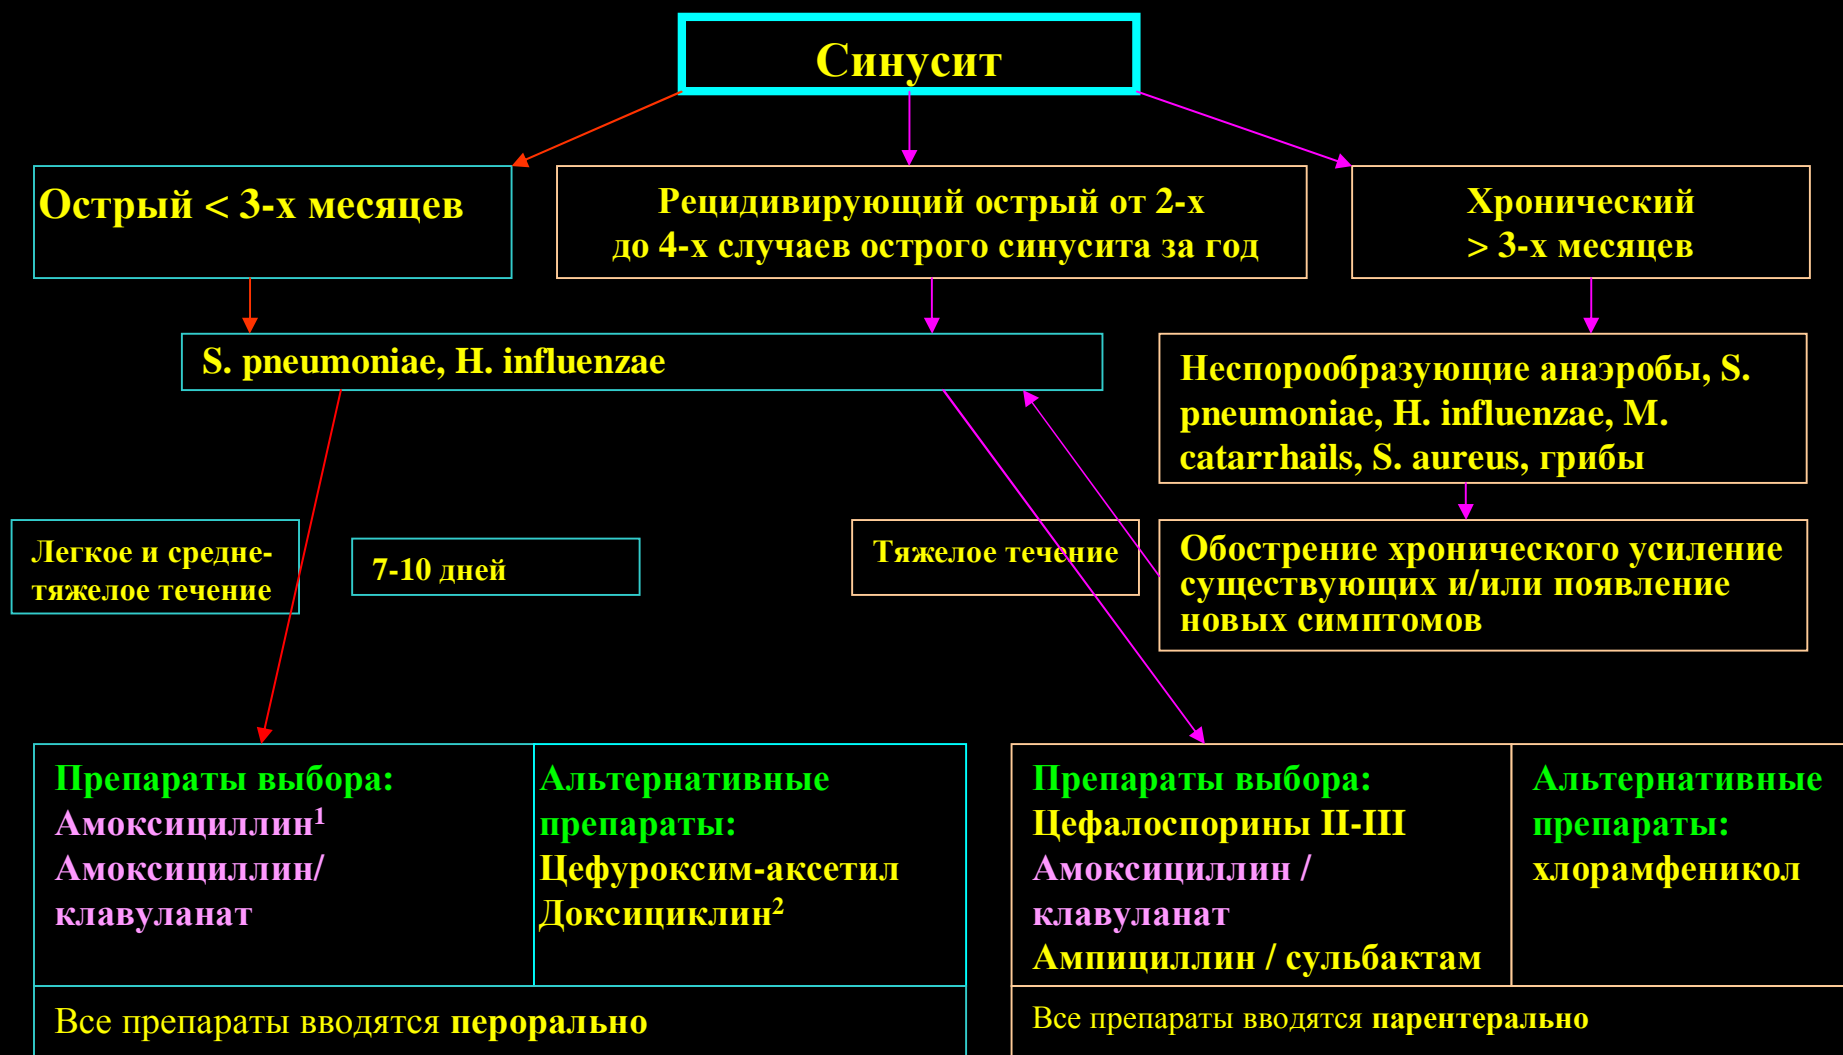 Синусит
Острый < 3-х месяцев
Рецидивирующий острый от 2-х
до 4-х случаев острого синусита за год
Хронический
> 3-х месяцев
S. pneumoniae, H. influenzae
Неспорообразующие анаэробы, S.
pneumoniae, H. influenzae, M.
catarrhails, S. aureus, грибы
Легкое и средне-
тяжелое течение
7-10 дней
Тяжелое течение
Обострение хронического усиление
существующих и/или появление
новых симптомов
Препараты выбора:
Амоксициллин¹
Амоксициллин/
клавуланат
Альтернативные
препараты:
Цефуроксим-аксетил
Доксициклин²
Все препараты вводятся перорально
Препараты выбора:
Цефалоспорины II-III
Амоксициллин /
клавуланат
Ампициллин / сульбактам
Альтернативные
препараты:
хлорамфеникол
Все препараты вводятся парентерально